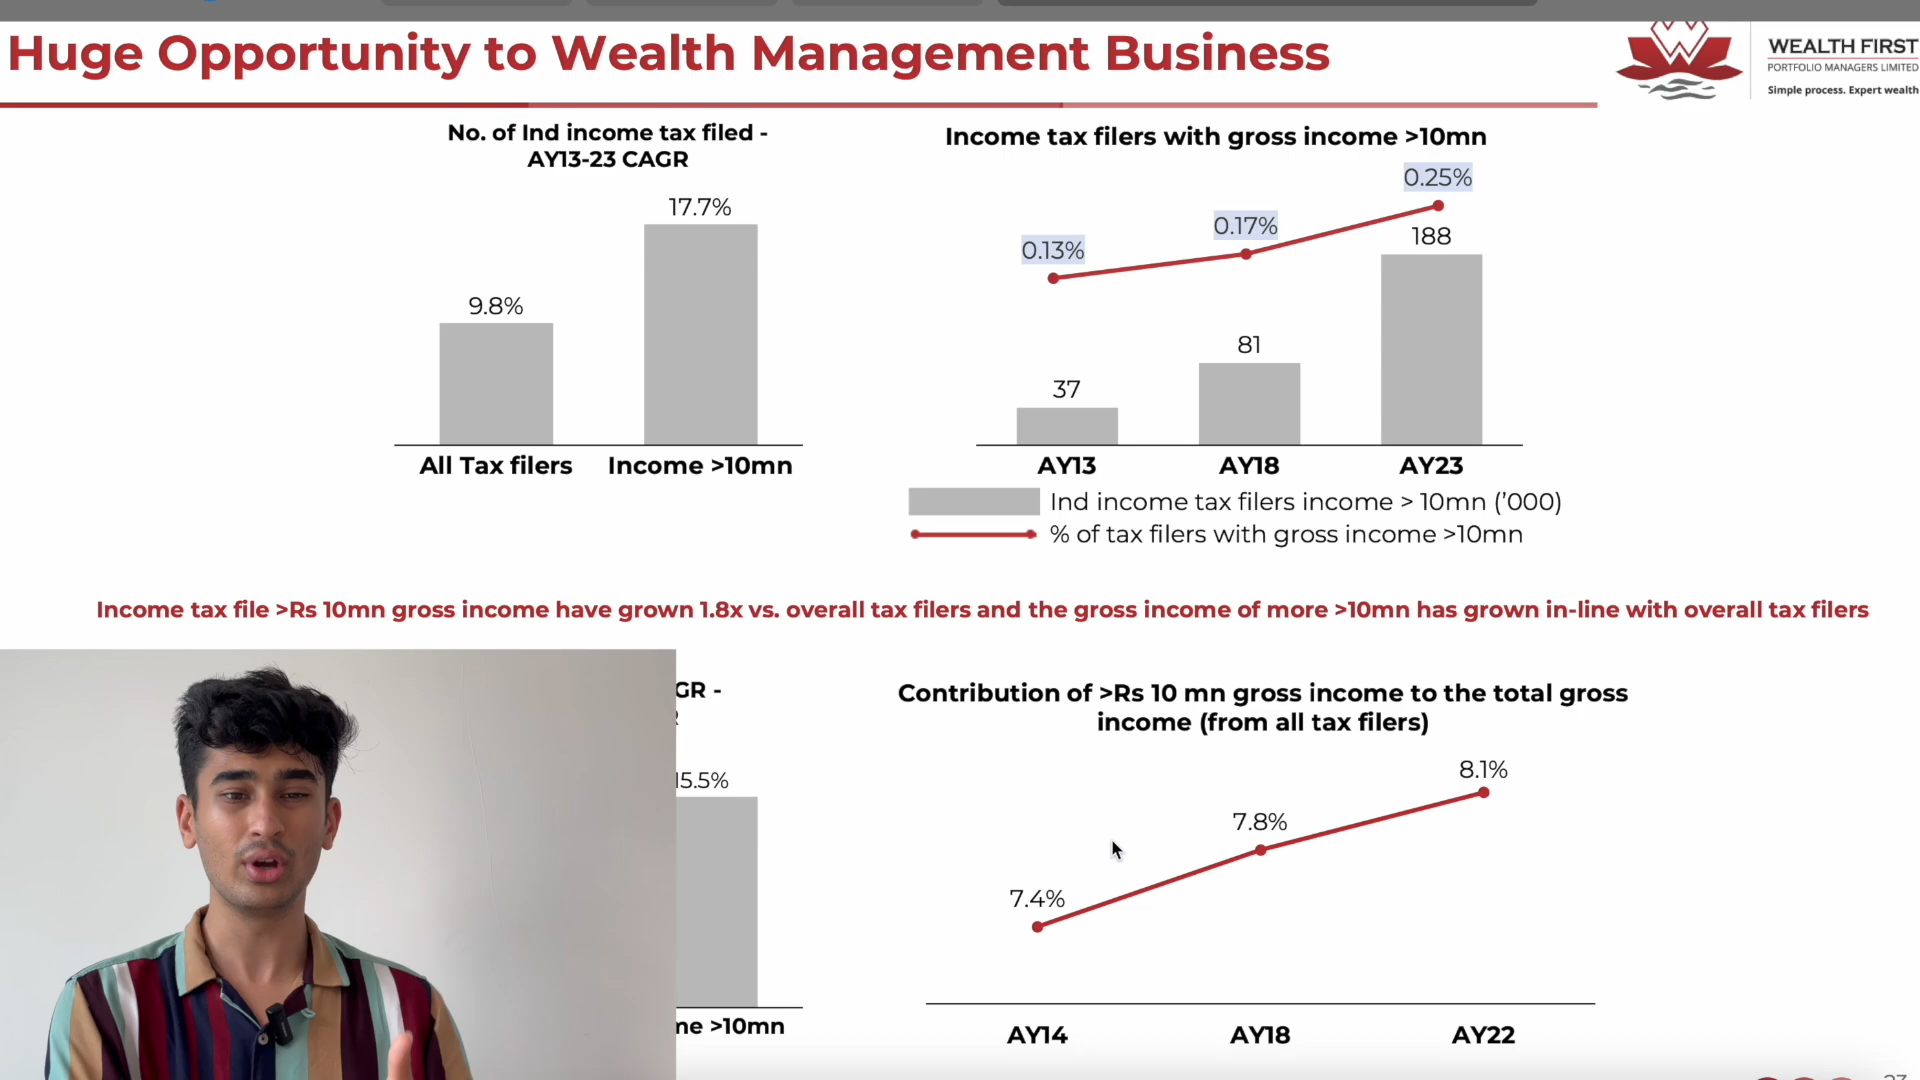 Huge Opportunity to Wealth Management Business
WEALTH FIRST
PORTFOLIO MANAGERS LIMITED
Simple process. Expert wealth
No. of Ind income tax filed -
AY13-23 CAGR
17.7%
9.8%
All Tax filers
Income >10mn
Income tax filers with gross income >10mn
0.25%
0.17%
0.13%
188
81
37
AY13
AY18
AY23
Ind income tax filers income > 10mn ('000)
% of tax filers with gross income >10mn
Income tax file >Rs 10mn gross income have grown 1.8x vs. overall tax filers and the gross income of more >10mn has grown in-line with overall tax filers
GR -
15.5%
me >10mn
Contribution of >Rs 10 mn gross income to the total gross
income (from all tax filers)
8.1%
7.8%
7.4%
AY14
AY18
AY22